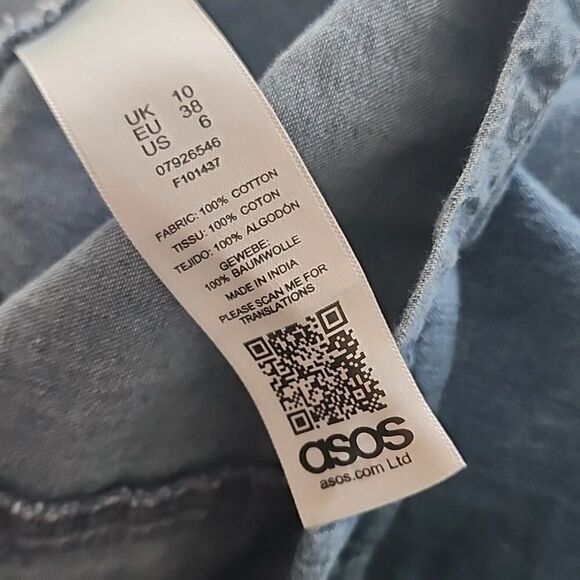 UK 10
EU 38
US 6
07926546
F101437
FABRIC: 100% COTTON
TISSU: 100% COTON
TEJIDO: 100% ALGODÓN
GEWEBE:
100% BAUMWOLLE
MADE IN INDIA
PLEASE SCAN ME FOR
TRANSLATIONS
asos
asos.com Ltd